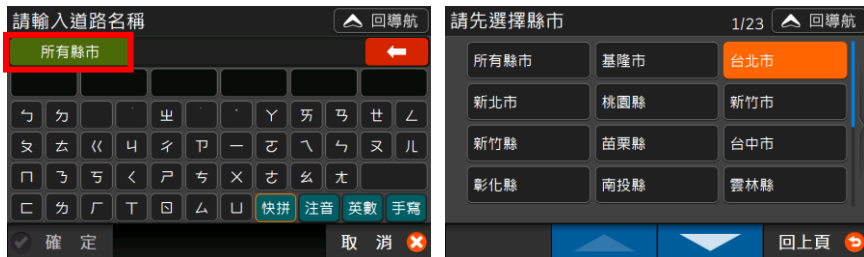 請輸入道路名稱 回導航
所有縣市
ㄅ ㄉ ㄓ ㄚ ㄞ ㄢ ㄝ ㄥ
ㄆ ㄊ ㄍ ㄐ ㄔ ㄗ ㄧ ㄛ ㄟ ㄣ ㄡ ㄦ
ㄇ ㄋ ㄎ ㄑ ㄕ ㄘ ㄨ ㄜ ㄠ ㄤ
ㄈ ㄌ ㄏ ㄒ ㄖ ㄙ ㄩ 快拼 注音 英數 手寫
確 定 取 消
請先選擇縣市 1/23 回導航
所有縣市 基隆市 台北市
新北市 桃園縣 新竹市
新竹縣 苗栗縣 台中市
彰化縣 南投縣 雲林縣
回上頁